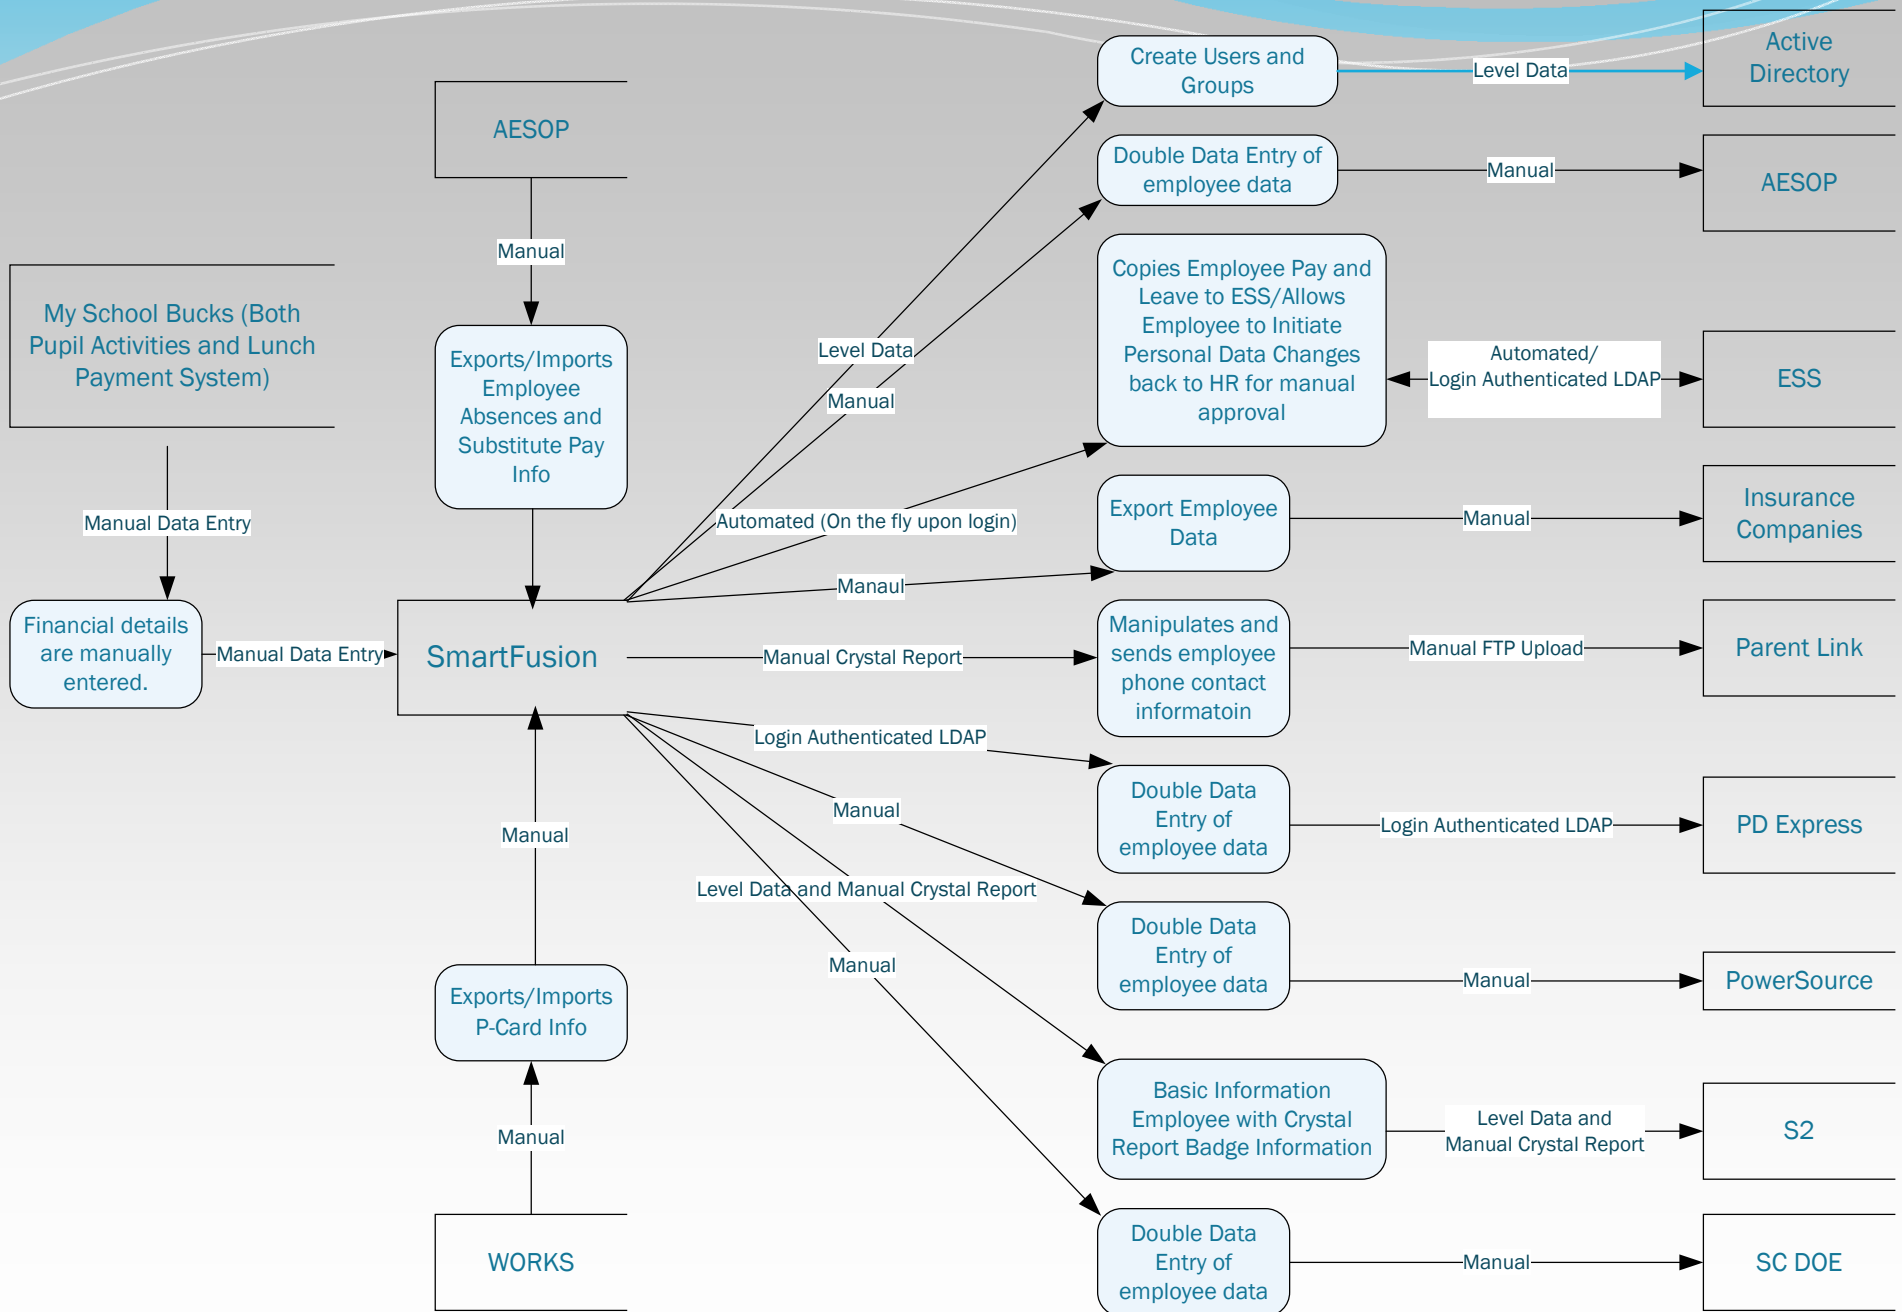 Create Users and
Groups
Level Data
Active
Directory
AESOP
Double Data Entry of
employee data
Manual
AESOP
Manual
My School Bucks (Both
Pupil Activities and Lunch
Payment System)
Exports/Imports
Employee
Absences and
Substitute Pay
Info
Copies Employee Pay and
Leave to ESS/Allows
Employee to Initiate
Personal Data Changes
back to HR for manual
approval
Automated/
Login Authenticated LDAP
ESS
Level Data
Manual
Manual Data Entry
Automated (On the fly upon login)
Export Employee
Data
Manual
Insurance
Companies
Manaul
Financial details
are manually
entered.
Manual Data Entry
SmartFusion
Manual Crystal Report
Manipulates and
sends employee
phone contact
informatoin
Manual FTP Upload
Parent Link
Login Authenticated LDAP
Manual
Manual
Double Data
Entry of
employee data
Login Authenticated LDAP
PD Express
Level Data and Manual Crystal Report
Manual
Double Data
Entry of
employee data
Manual
PowerSource
Exports/Imports
P-Card Info
Manual
Basic Information
Employee with Crystal
Report Badge Information
Level Data and
Manual Crystal Report
S2
WORKS
Double Data
Entry of
employee data
Manual
SC DOE